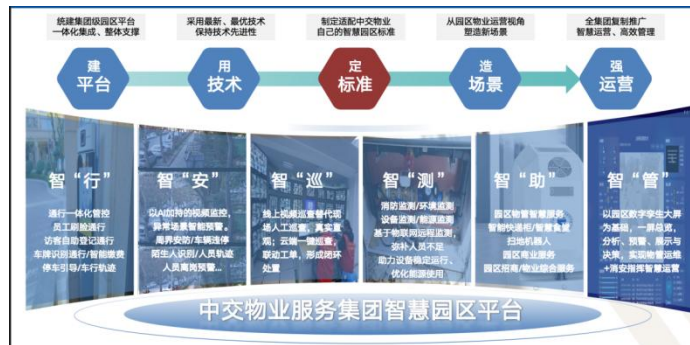 统建集团级园区平台
一体化集成、整体支撑
采用最新、最优技术
保持技术先进性
制定适配中交物业
自己的智慧园区标准
从园区物业运营视角
塑造新场景
全集团复制推广
智慧运营、高效管理
建
平台
用
技术
定
标准
造
场景
强
运营
智“行”
通行一体化管控
员工刷脸通行
访客自助登记通行
车牌识别通行/智能缴费
停车引导/车行轨迹
智“安”
以AI加持的视频监控，
异常场景智能预警。
周界安防/车辆违停
陌生人识别/人员轨迹
人员离岗预警...
智“巡”
线上视频巡查替代现
场人工巡查，真实直
观；云端一键巡查，
联动工单，形成闭环
处置
智“测”
消防监测/环境监测
设备监测/能源监测
基于物联网远程监测，
弥补人员不足
助力设备稳定运行、
优化能源使用
智“助”
园区物管智慧服务
智能快递柜/智慧食堂
扫地机器人
园区商业服务
园区招商/物业综合服务
智“管”
以园区数字孪生大屏
为基础，一屏总览，
分析、预警、展示与
决策，实现物管运维
+消安指挥智慧运营。
中交物业服务集团智慧园区平台